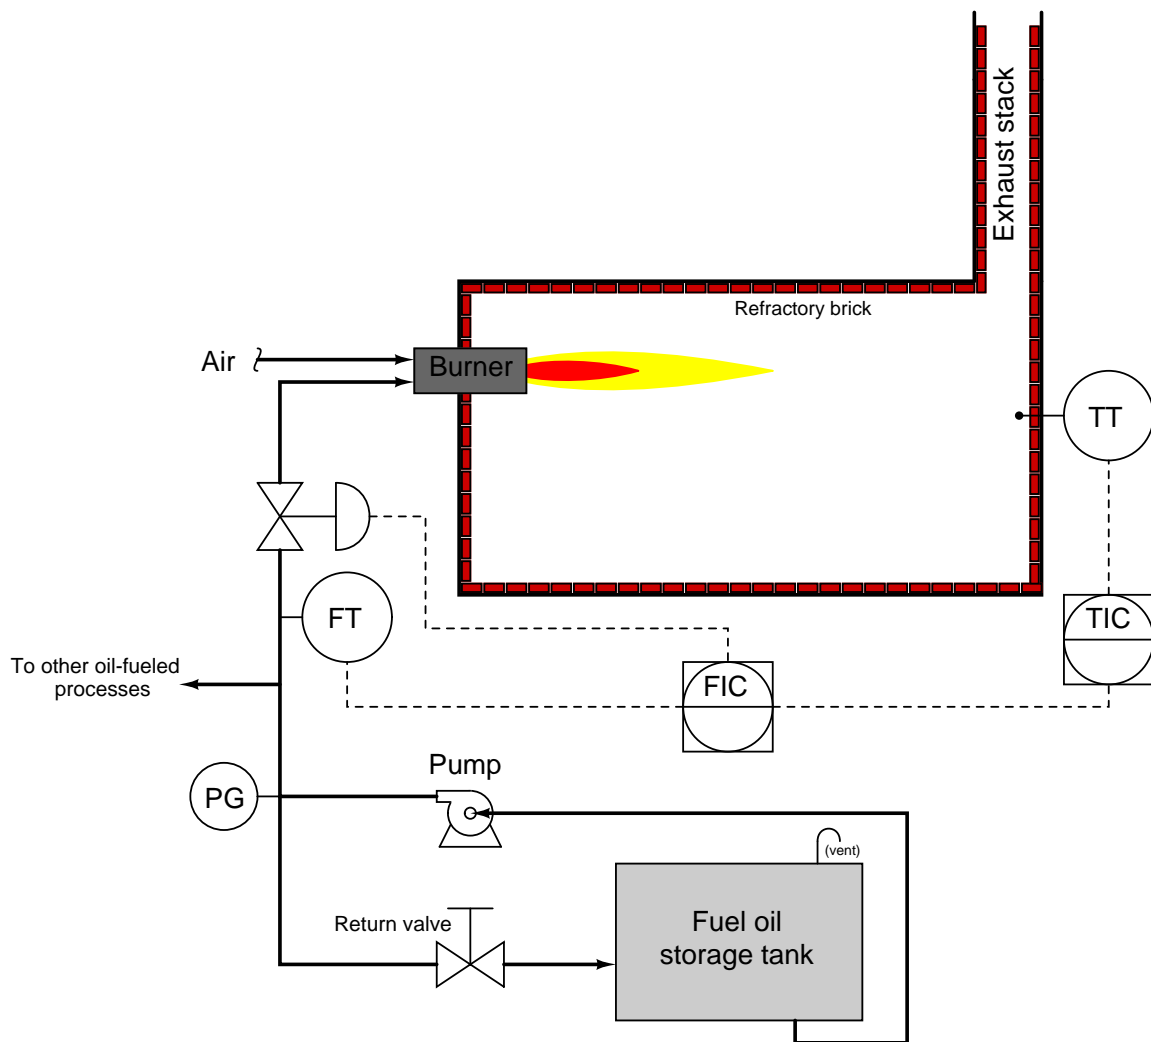 Exhaust stack
Refractory brick
Air
Burner
TT
FT
TIC
To other oil-fueled
processes
FIC
Pump
PG
(vent)
Return valve
Fuel oil
storage tank